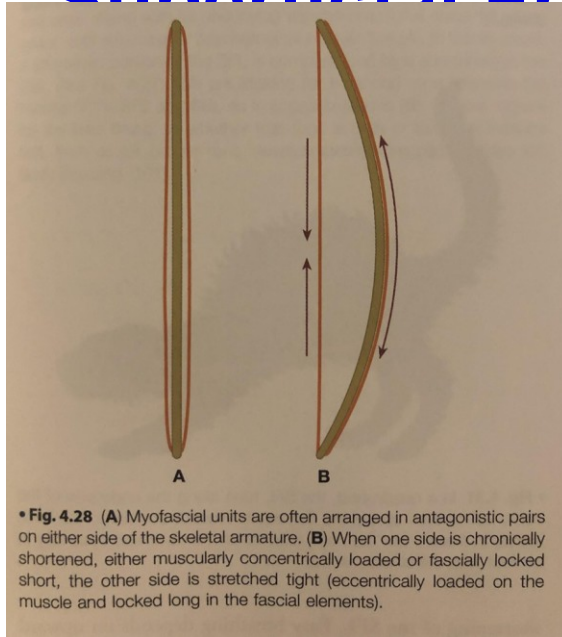 A
B
• Fig. 4.28 (A) Myofascial units are often arranged in antagonistic pairs
on either side of the skeletal armature. (B) When one side is chronically
shortened, either muscularly concentrically loaded or fascially locked
short, the other side is stretched tight (eccentrically loaded on the
muscle and locked long in the fascial elements).